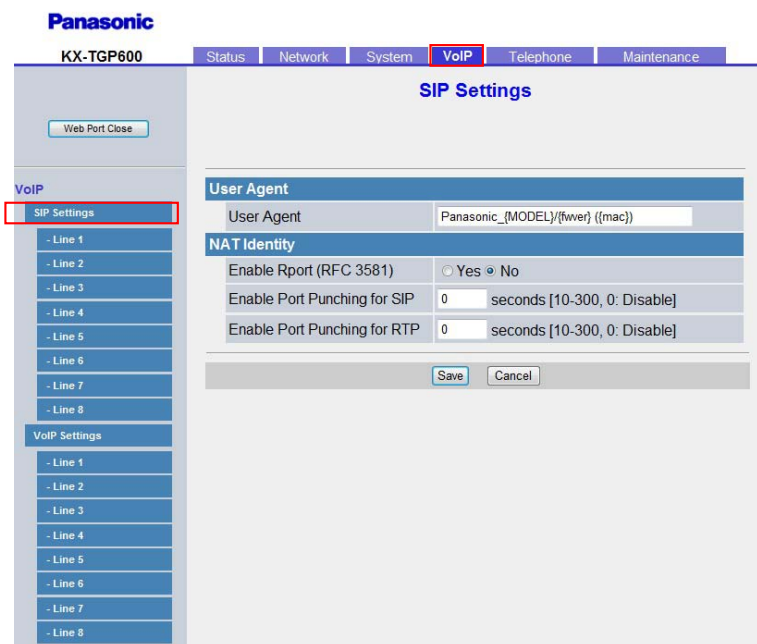 Panasonic
KX-TGP600
Status Network System VoIP Telephone Maintenance
SIP Settings
Web Port Close
VoIP
SIP Settings
- Line 1
- Line 2
- Line 3
- Line 4
- Line 5
- Line 6
- Line 7
- Line 8
VoIP Settings
- Line 1
- Line 2
- Line 3
- Line 4
- Line 5
- Line 6
- Line 7
- Line 8
User Agent
User Agent Panasonic_{MODEL}/{fwver} ({mac})
NAT Identity
Enable Rport (RFC 3581) Yes No
Enable Port Punching for SIP 0 seconds [10-300, 0: Disable]
Enable Port Punching for RTP 0 seconds [10-300, 0: Disable]
Save Cancel